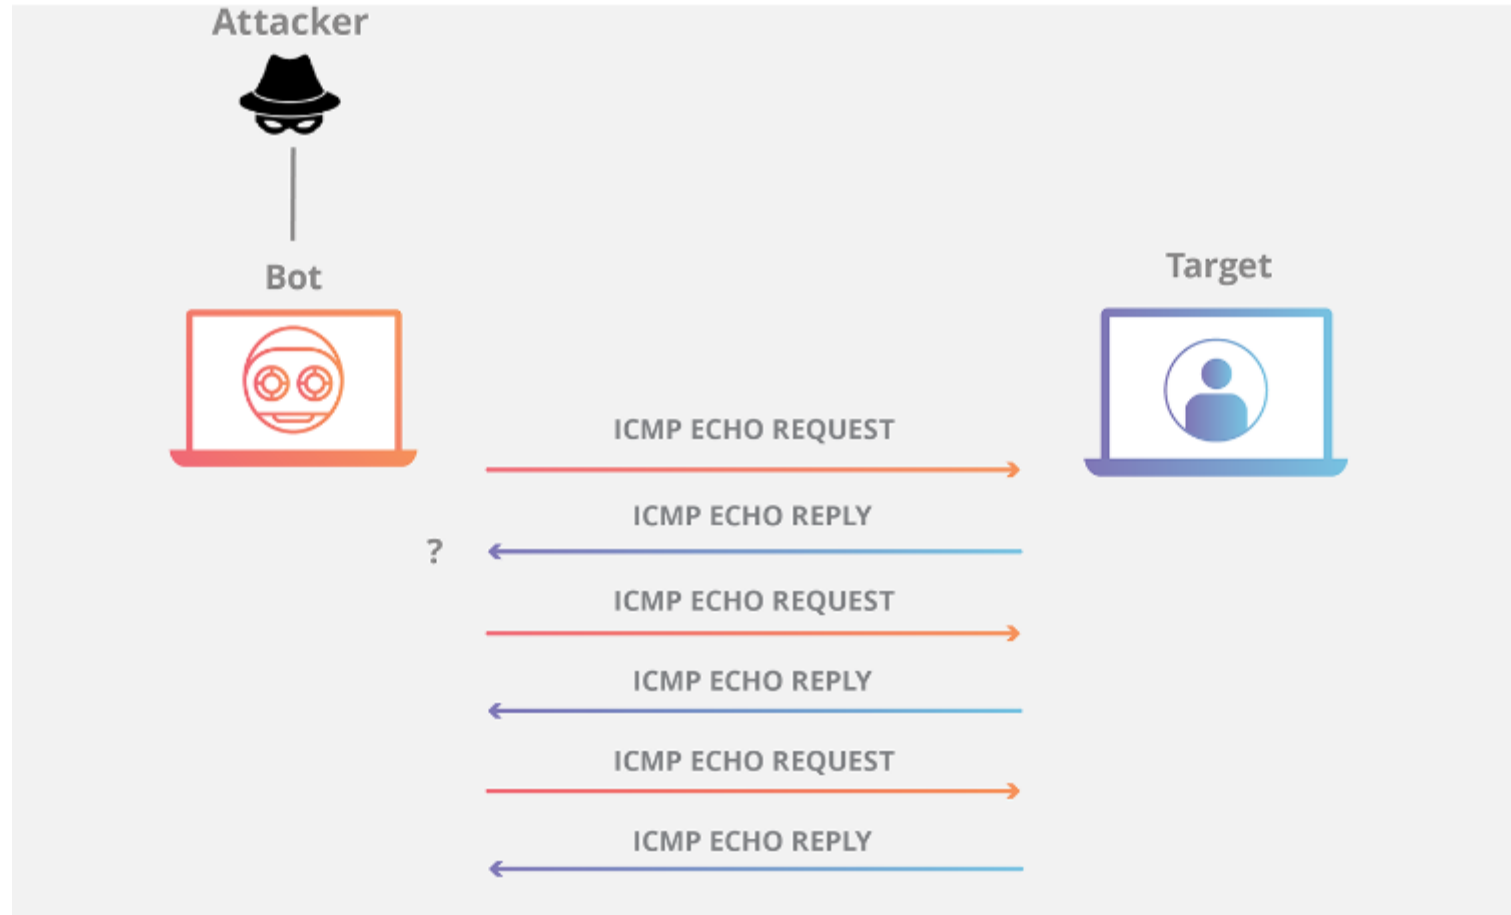 Attacker
Bot
Target
ICMP ECHO REQUEST
ICMP ECHO REPLY
?
ICMP ECHO REQUEST
ICMP ECHO REPLY
ICMP ECHO REQUEST
ICMP ECHO REPLY